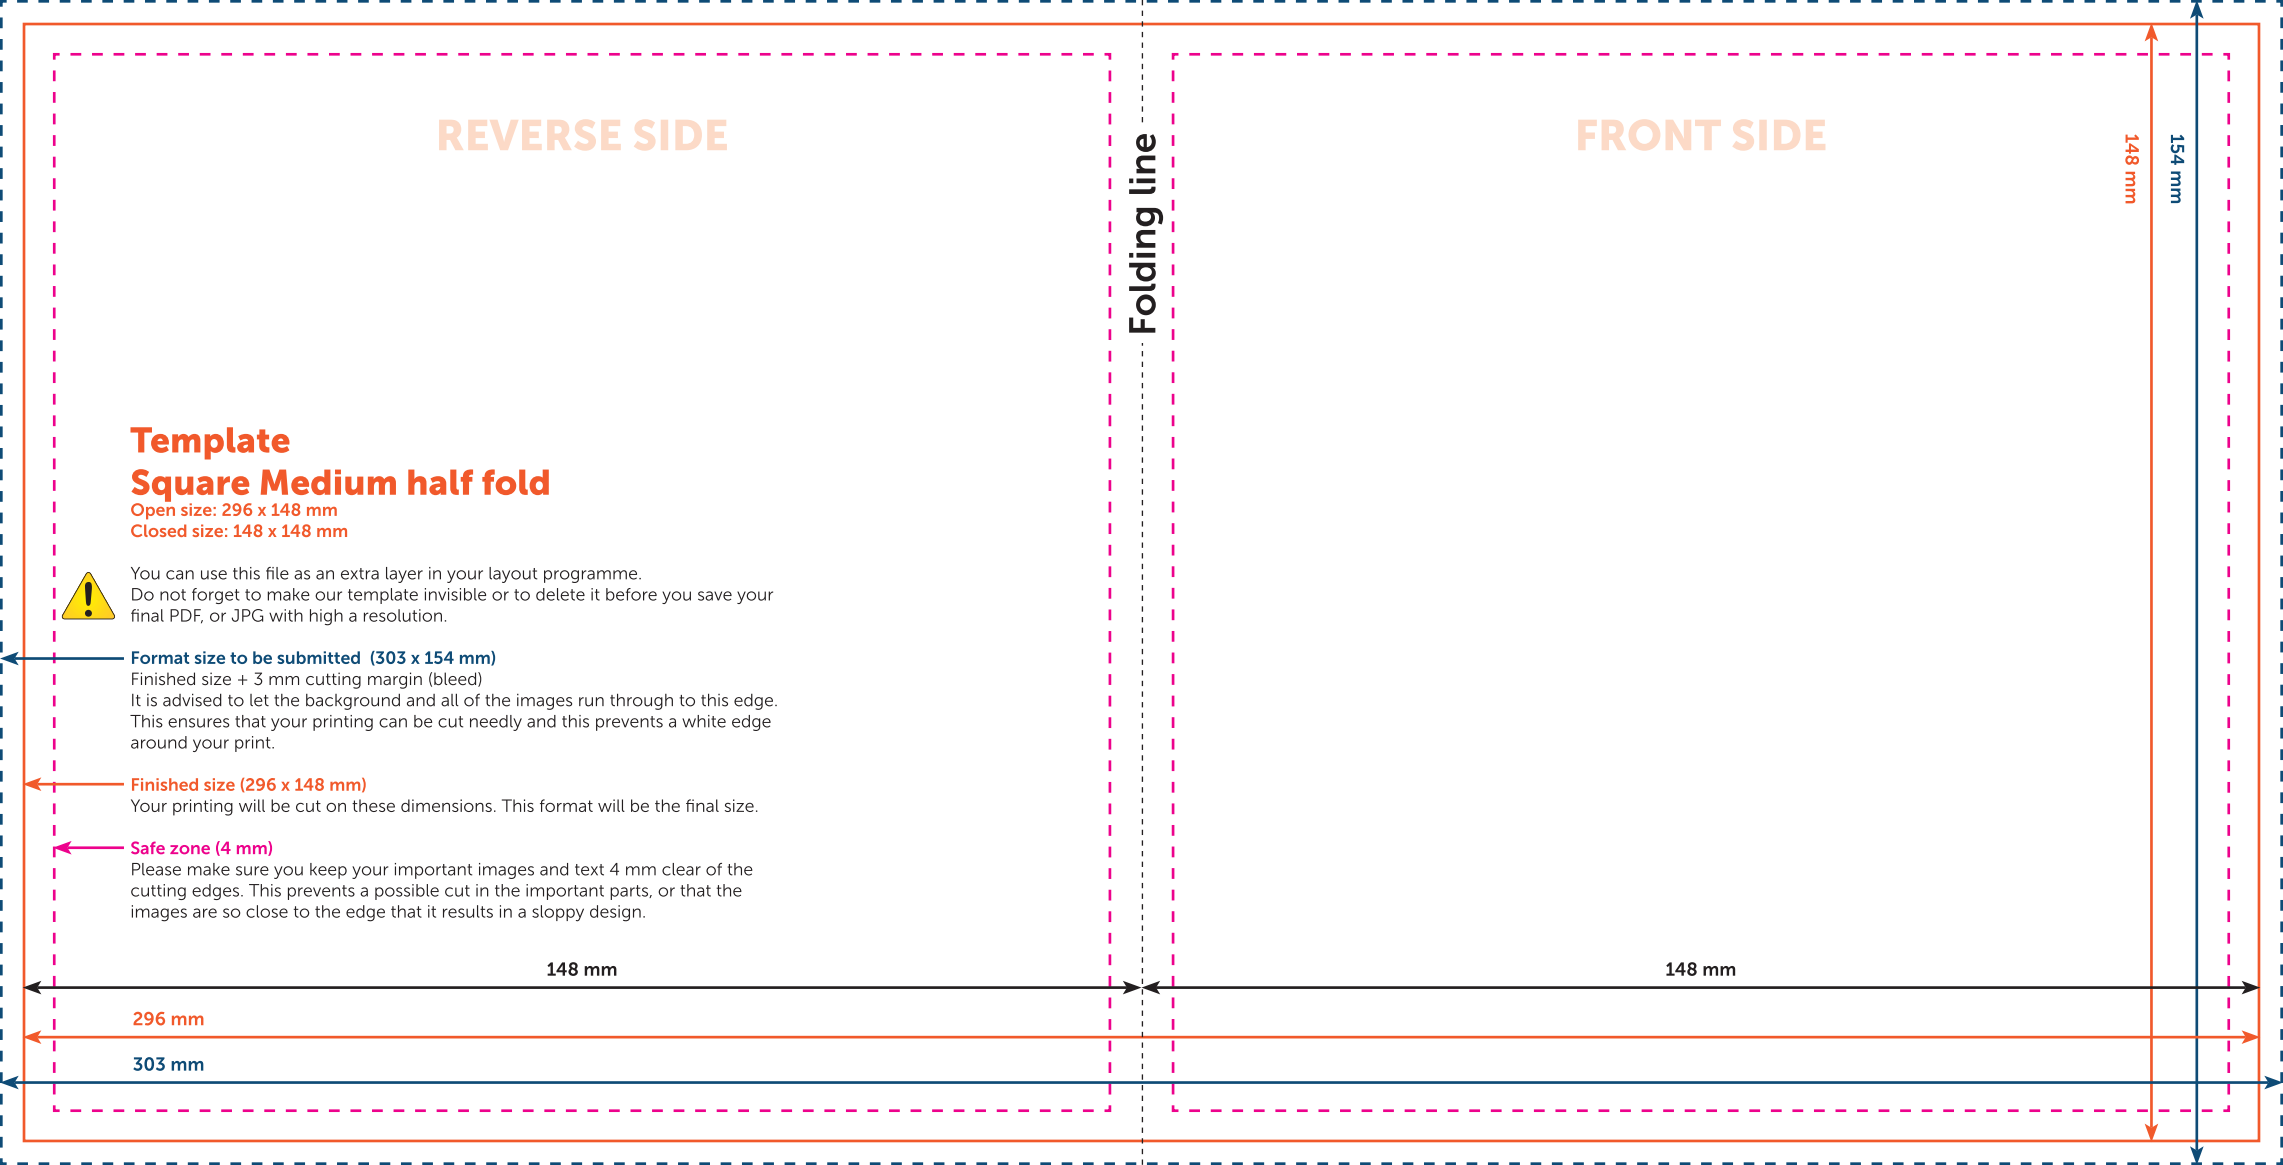 REVERSE SIDE
FRONT SIDE
Folding line
148 mm
154 mm
Template
Square Medium half fold
Open size: 296 x 148 mm
Closed size: 148 x 148 mm
You can use this file as an extra layer in your layout programme.
Do not forget to make our template invisible or to delete it before you save your
final PDF, or JPG with high a resolution.
Format size to be submitted  (303 x 154 mm)
Finished size + 3 mm cutting margin (bleed)
It is advised to let the background and all of the images run through to this edge.
This ensures that your printing can be cut needly and this prevents a white edge
around your print.
Finished size (296 x 148 mm)
Your printing will be cut on these dimensions. This format will be the final size.
Safe zone (4 mm)
Please make sure you keep your important images and text 4 mm clear of the
cutting edges. This prevents a possible cut in the important parts, or that the
images are so close to the edge that it results in a sloppy design.
148 mm
148 mm
296 mm
303 mm